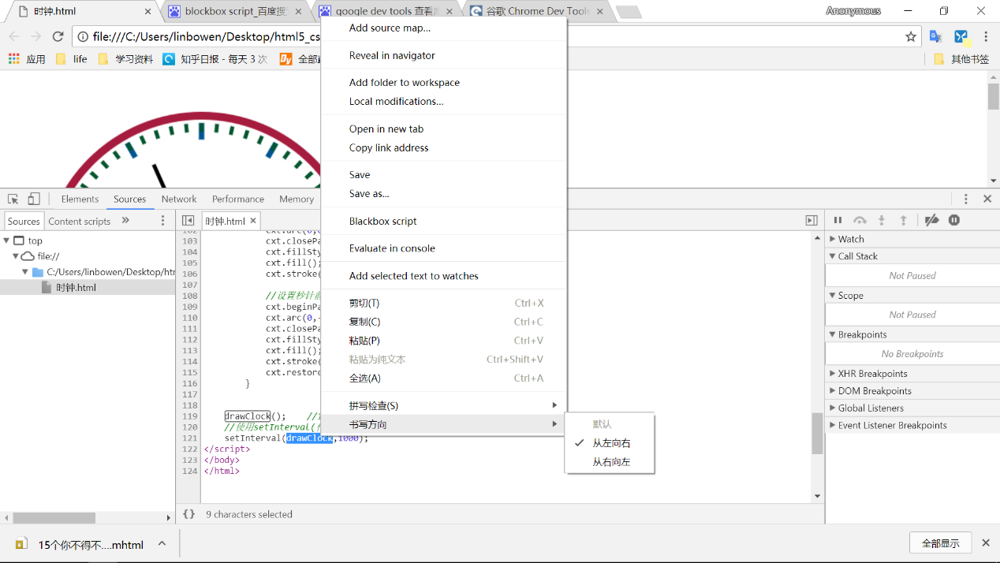 时钟.html
blockbox script_百度搜
google dev tools 查看
谷歌 Chrome Dev Tools
Anonymous
file:///C:/Users/linbowen/Desktop/html5_cs
应用
life
学习资料
知乎日报 - 每天 3 次
全部
其他书签
Add source map...
Reveal in navigator
Add folder to workspace
Local modifications...
Open in new tab
Copy link address
Save
Save as...
Blackbox script
Evaluate in console
Add selected text to watches
剪切(T) Ctrl+X
复制(C) Ctrl+C
粘贴(P) Ctrl+V
粘贴为纯文本 Ctrl+Shift+V
全选(A) Ctrl+A
拼写检查(S)
书写方向
默认
从左向右
从右向左
Elements Sources Network Performance Memory
Sources Content scripts »
时钟.html
top
file://
C:/Users/linbowen/Desktop/htr
时钟.html
102 cxt.arc(0,
103 cxt.closePa
104 cxt.fillSty
105 cxt.fill();
106 cxt.stroke(
107
108 //设置秒针前
109 cxt.beginPa
110 cxt.arc(0,-
111 cxt.closePa
112 cxt.fillSty
113 cxt.fill();
114 cxt.stroke(
115 cxt.restore
116 }
117
118
119 drawClock(); //
120 //使用setInterval(
121 setInterval(drawClock,1000);
122 </script>
123 </body>
124 </html>
{} 9 characters selected
Watch
Call Stack
Not Paused
Scope
Not Paused
Breakpoints
No Breakpoints
XHR Breakpoints
DOM Breakpoints
Global Listeners
Event Listener Breakpoints
15个你不得不....mhtml
全部显示